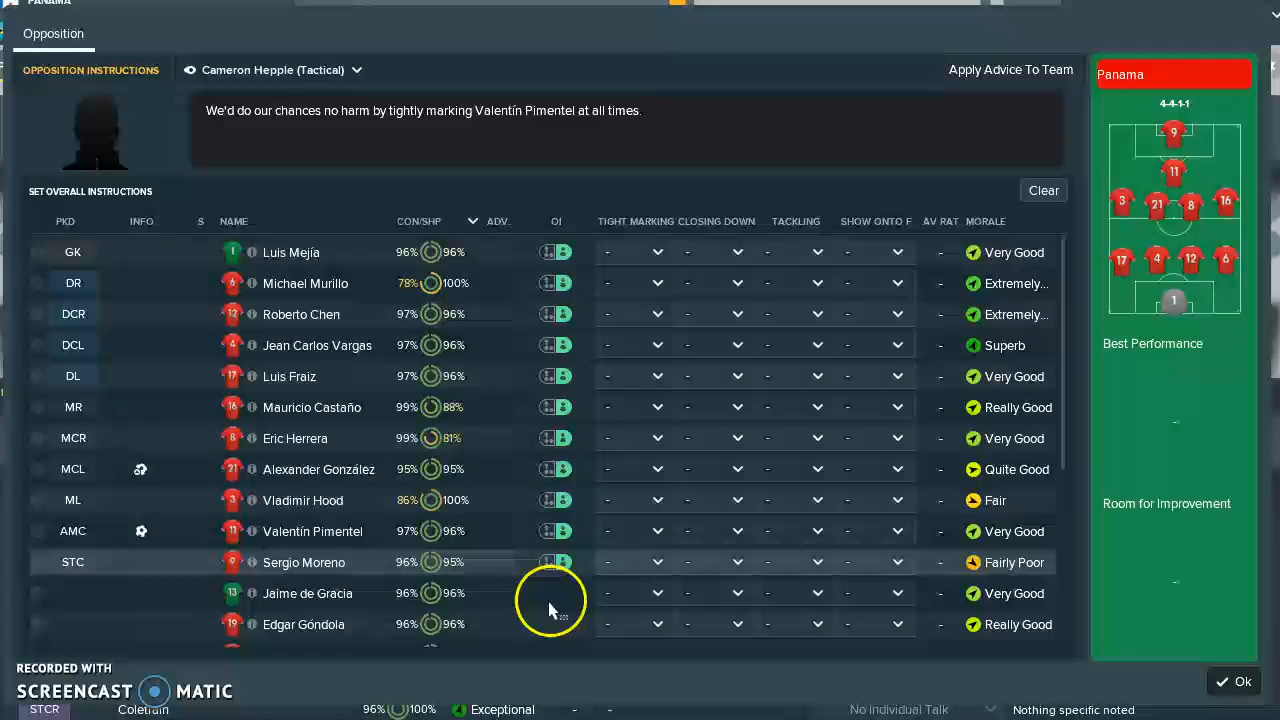 PANAMA
Opposition
OPPOSITION INSTRUCTIONS Cameron Hepple (Tactical) Apply Advice To Team
We'd do our chances no harm by tightly marking Valentín Pimentel at all times.
SET OVERALL INSTRUCTIONS Clear
PKD INFO S NAME CON/SHP ADV. OI TIGHT MARKING CLOSING DOWN TACKLING SHOW ONTO F AV RAT MORALE
GK 1 Luis Mejía 96% 96% - - - - - Very Good
DR 6 Michael Murillo 78% 100% - - - - - Extremely...
DCR 12 Roberto Chen 97% 96% - - - - - Extremely...
DCL 4 Jean Carlos Vargas 97% 96% - - - - - Superb
DL 17 Luis Fraiz 97% 96% - - - - - Very Good
MR 16 Mauricio Castaño 99% 88% - - - - - Really Good
MCR 8 Eric Herrera 99% 81% - - - - - Very Good
MCL 21 Alexander González 95% 95% - - - - - Quite Good
ML 3 Vladimir Hood 86% 100% - - - - - Fair
AMC 11 Valentín Pimentel 97% 96% - - - - - Very Good
STC 9 Sergio Moreno 96% 95% - - - - - Fairly Poor
13 Jaime de Gracia 96% 96% - - - - - Very Good
19 Edgar Góndola 96% 96% - - - - - Really Good
Panama
4-4-1-1
9
11
3 21 8 16
17 4 12 6
1
Best Performance
-
Room for Improvement
-
RECORDED WITH
SCREENCAST MATIC
Ok
STCR Coletrain 96% 100% Exceptional - - No Individual Talk Nothing specific noted